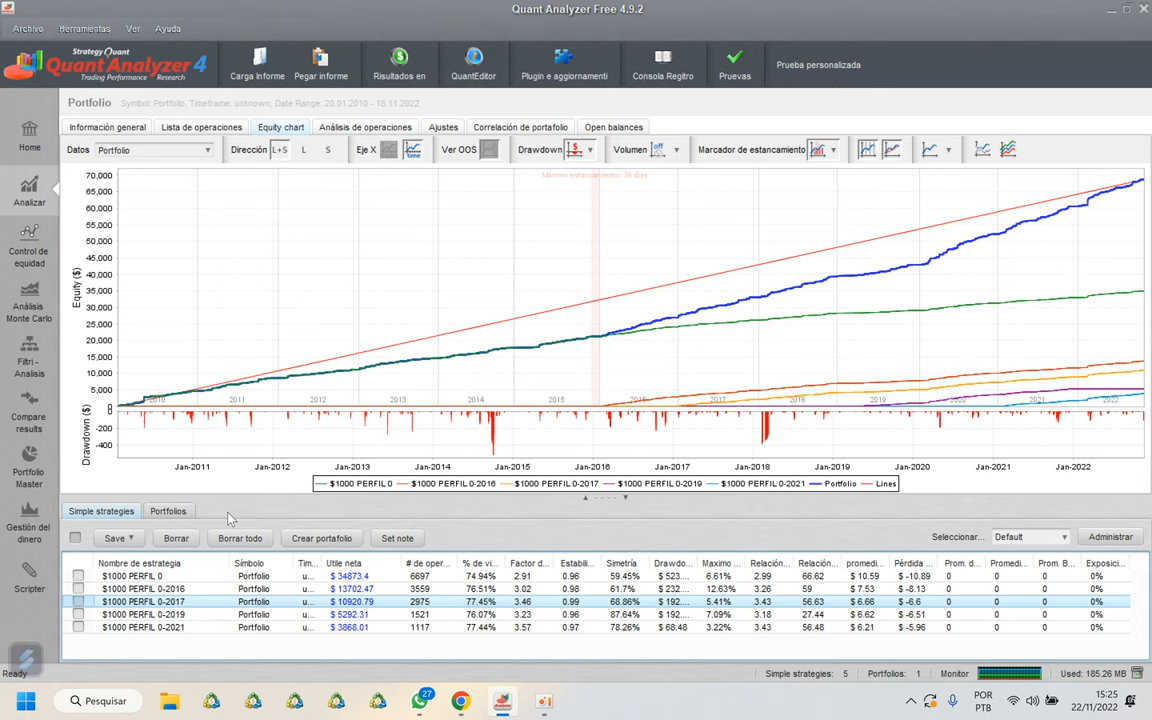 Quant Analyzer Free 4.9.2
Archivo Herramientas Ver Ayuda
Strategy Quant
QuantAnalyzer 4
Trading Performance Research
Carga Informe Pegar informe Risultados en QuantEditor Plugin e aggiornamenti Consola Regitro Pruevas Prueba personalizada
Portfolio Symbol: Portfolio, Timeframe: unknown, Date Range: 20.01.2010 - 18.11.2022
Información general Lista de operaciones Equity chart Análisis de operaciones Ajustes Correlación de portafolio Open balances
Datos Portfolio Dirección L+S L S Eje X time Ver OOS Drawdown Volumen off Marcador de estancamiento
Home
Analizar
Control de equidad
Análisis Monte Carlo
Filtri - Analisis
Compare results
Portfolio Master
Gestión del dinero
Scripter
Máximo estancamiento: 36 días
Equity ($)
70,000
65,000
60,000
55,000
50,000
45,000
40,000
35,000
30,000
25,000
20,000
15,000
10,000
5,000
0
2010 2011 2012 2013 2014 2015 2016 2017 2018 2019 2020 2021 2022
Drawdown ($)
0
-200
-400
Jan-2011 Jan-2012 Jan-2013 Jan-2014 Jan-2015 Jan-2016 Jan-2017 Jan-2018 Jan-2019 Jan-2020 Jan-2021 Jan-2022
$1000 PERFIL 0 $1000 PERFIL 0-2016 $1000 PERFIL 0-2017 $1000 PERFIL 0-2019 $1000 PERFIL 0-2021 Portfolio Lines
Simple strategies Portfolios
Save Borrar Borrar todo Crear portafolio Set note Seleccionar... Default Administrar
Nombre de estrategia Símbolo Tim... Utile neta # de oper... % de vi... Factor d... Estabili... Simetría Drawdo... Maximo ... Relación... Relación... promedi... Pérdida ... Prom. d... Promedi... Prom. B... Exposici...
$1000 PERFIL 0 Portfolio u... $ 34873.4 6697 74.94% 2.91 0.96 59.45% $ 523.... 6.61% 2.99 66.62 $ 10.59 $ -10.89 0 0 0 0%
$1000 PERFIL 0-2016 Portfolio u... $ 13702.47 3559 76.51% 3.02 0.98 61.7% $ 232.... 12.63% 3.26 59 $ 7.53 $ -8.13 0 0 0 0%
$1000 PERFIL 0-2017 Portfolio u... $ 10920.79 2975 77.45% 3.46 0.99 68.86% $ 192.... 5.41% 3.43 56.63 $ 6.66 $ -6.6 0 0 0 0%
$1000 PERFIL 0-2019 Portfolio u... $ 5292.31 1521 76.07% 3.23 0.96 87.64% $ 192.... 7.09% 3.18 27.44 $ 6.62 $ -6.51 0 0 0 0%
$1000 PERFIL 0-2021 Portfolio u... $ 3868.01 1117 77.44% 3.57 0.97 78.26% $ 68.48 3.22% 3.43 56.48 $ 6.21 $ -5.96 0 0 0 0%
Ready Simple strategies: 5 Portfolios: 1 Monitor Used: 185.26 MB
Pesquisar 27 POR PTB 15:25 22/11/2022